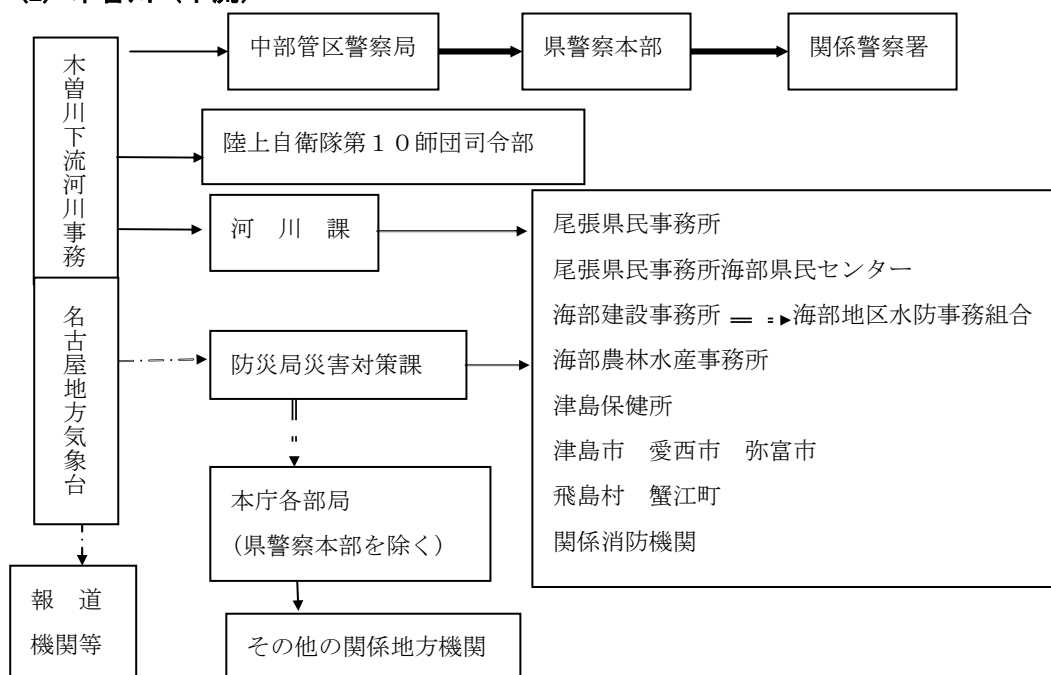 中部管区警察局
県警察本部
関係警察署
木曽川下流河川事務
陸上自衛隊第１０師団司令部
河　川　課
尾張県民事務所
尾張県民事務所海部県民センター
海部建設事務所
海部地区水防事務組合
海部農林水産事務所
津島保健所
津島市　愛西市　弥富市
飛島村　蟹江町
関係消防機関
名古屋地方気象台
防災局災害対策課
本庁各部局
（県警察本部を除く）
報　道
機関等
その他の関係地方機関